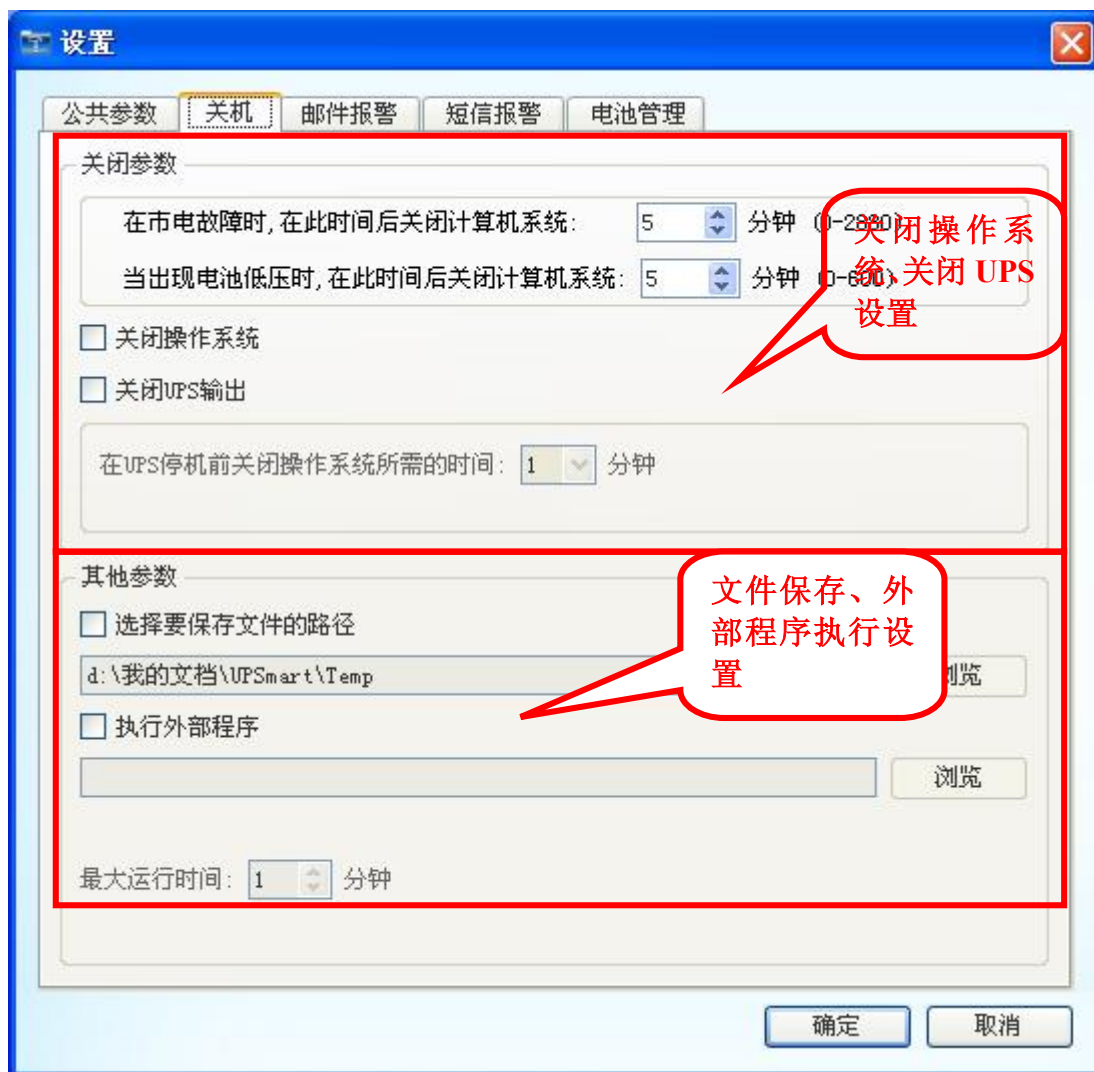 设置
公共参数 关机 邮件报警 短信报警 电池管理
关闭参数
在市电故障时,在此时间后关闭计算机系统: 5 分钟 (0-2880)
当出现电池低压时,在此时间后关闭计算机系统: 5 分钟 (0-600)
关闭操作系
统、关闭 UPS
设置
关闭操作系统
关闭UPS输出
在UPS停机前关闭操作系统所需的时间: 1 分钟
其他参数
选择要保存文件的路径
文件保存、外
部程序执行设
置
d:\我的文档\UPSmart\Temp 浏览
执行外部程序
浏览
最大运行时间: 1 分钟
确定 取消